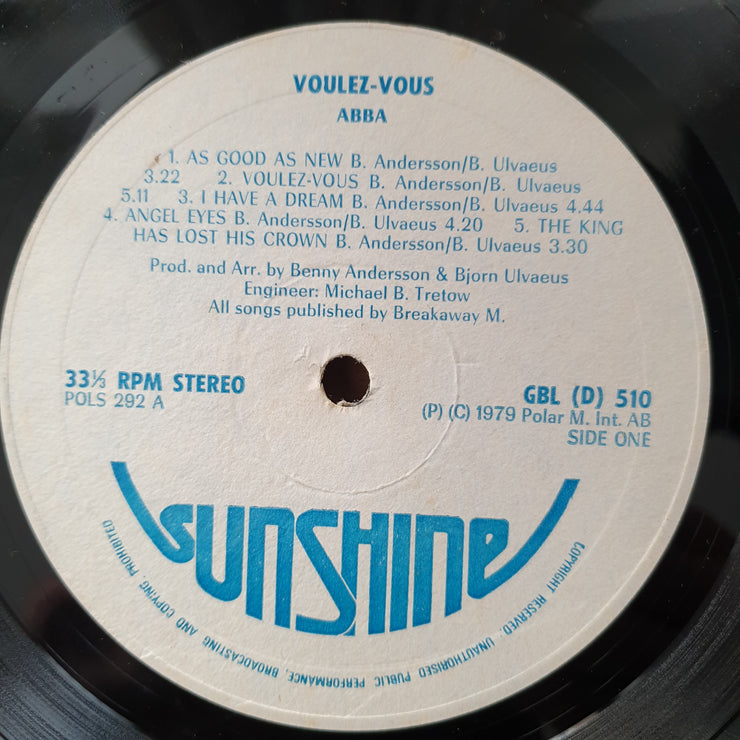 VOULEZ-VOUS
ABBA
1. AS GOOD AS NEW B. Andersson/B. Ulvaeus
3.22 2. VOULEZ-VOUS B. Andersson/B. Ulvaeus
5.11 3. I HAVE A DREAM B. Andersson/B. Ulvaeus 4.44
4. ANGEL EYES B. Andersson/B. Ulvaeus 4.20 5. THE KING
HAS LOST HIS CROWN B. Andersson/B. Ulvaeus 3.30
Prod. and Arr. by Benny Andersson & Bjorn Ulvaeus
Engineer: Michael B. Tretow
All songs published by Breakaway M.
33⅓ RPM STEREO
POLS 292 A
GBL (D) 510
(P) (C) 1979 Polar M. Int. AB
SIDE ONE
SUNSHINE
COPYRIGHT RESERVED. UNAUTHORISED PUBLIC PERFORMANCE, BROADCASTING AND COPYING PROHIBITED